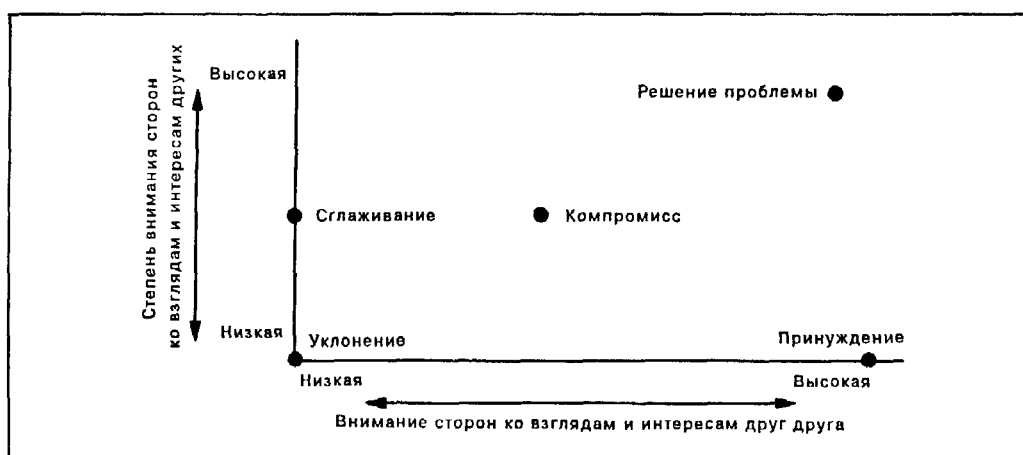 Степень внимания сторон
ко взглядам и интересам других
Высокая
Решение проблемы
Сглаживание
Компромисс
Низкая
Уклонение
Принуждение
Низкая
Высокая
Внимание сторон ко взглядам и интересам друг друга